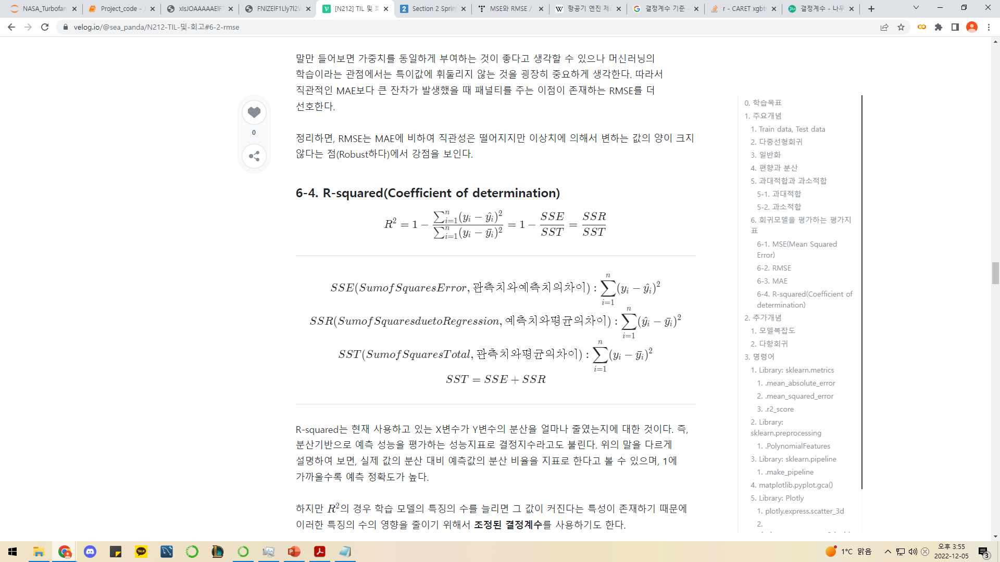 NASA_Turbofan
Project_code - J
xIsJOAAAAAElFT
FNlZElF1Lly7l2W
[N212] TIL 및 회
Section 2 Sprint
MSE와 RMSE /
항공기 엔진 제조
결정계수 기준 -
r - CARET xgbtr
결정계수 - 나무
velog.io/@sea_panda/N212-TIL-및-회고#6-2-rmse
말만 들어보면 가중치를 동일하게 부여하는 것이 좋다고 생각할 수 있으나 머신러닝의
학습이라는 관점에서는 특이값에 휘둘리지 않는 것을 굉장히 중요하게 생각한다. 따라서
직관적인 MAE보다 큰 잔차가 발생했을 때 패널티를 주는 이점이 존재하는 RMSE를 더
선호한다.
0
정리하면, RMSE는 MAE에 비하여 직관성은 떨어지지만 이상치에 의해서 변하는 값의 양이 크지
않다는 점(Robust하다)에서 강점을 보인다.
6-4. R-squared(Coefficient of determination)
R² = 1 − ∑ⁿᵢ₌₁(yᵢ − ŷᵢ)² / ∑ⁿᵢ₌₁(yᵢ − ȳᵢ)² = 1 − SSE / SST = SSR / SST
SSE(SumofSquaresError, 관측치와예측치의차이) : ∑ⁿᵢ₌₁(yᵢ − ŷᵢ)²
SSR(SumofSquaresduetoRegression, 예측치와평균의차이) : ∑ⁿᵢ₌₁(ŷᵢ − ȳᵢ)²
SST(SumofSquaresTotal, 관측치와평균의차이) : ∑ⁿᵢ₌₁(yᵢ − ȳᵢ)²
SST = SSE + SSR
R-squared는 현재 사용하고 있는 X변수가 Y변수의 분산을 얼마나 줄였는지에 대한 것이다. 즉,
분산기반으로 예측 성능을 평가하는 성능지표로 결정지수라고도 불린다. 위의 말을 다르게
설명하여 보면, 실제 값의 분산 대비 예측값의 분산 비율을 지표로 한다고 볼 수 있으며, 1에
가까울수록 예측 정확도가 높다.
하지만 R²의 경우 학습 모델의 특징의 수를 늘리면 그 값이 커진다는 특성이 존재하기 때문에
이러한 특징의 수의 영향을 줄이기 위해서 조정된 결정계수를 사용하기도 한다.
0. 학습목표
1. 주요개념
1. Train data, Test data
2. 다중선형회귀
3. 일반화
4. 편향과 분산
5. 과대적합과 과소적합
5-1. 과대적합
5-2. 과소적합
6. 회귀모델을 평가하는 평가지
표
6-1. MSE(Mean Squared
Error)
6-2. RMSE
6-3. MAE
6-4. R-squared(Coefficient of
determination)
2. 추가개념
1. 모델복잡도
2. 다항회귀
3. 명령어
1. Library: sklearn.metrics
1. .mean_absolute_error
2. .mean_squared_error
3. .r2_score
2. Library:
sklearn.preprocessing
1. .PolynomialFeatures
3. Library: sklearn.pipeline
1. .make_pipeline
4. matplotlib.pyplot.gca()
5. Library: Plotly
1. plotly.express.scatter_3d
2.
TALK
1°C 맑음
오후 3:55
2022-12-05
3